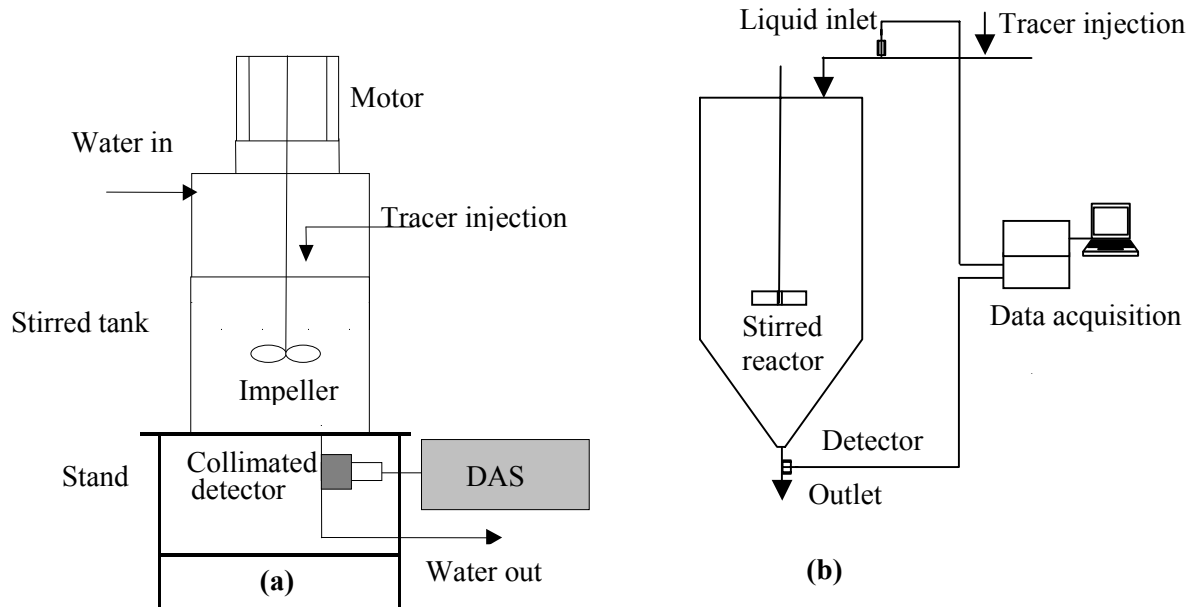 Motor
Water in
Tracer injection
Stirred tank
Impeller
Stand
Collimated
detector
DAS
Water out
(a)
Liquid inlet
Tracer injection
Stirred
reactor
Data acquisition
Detector
Outlet
(b)